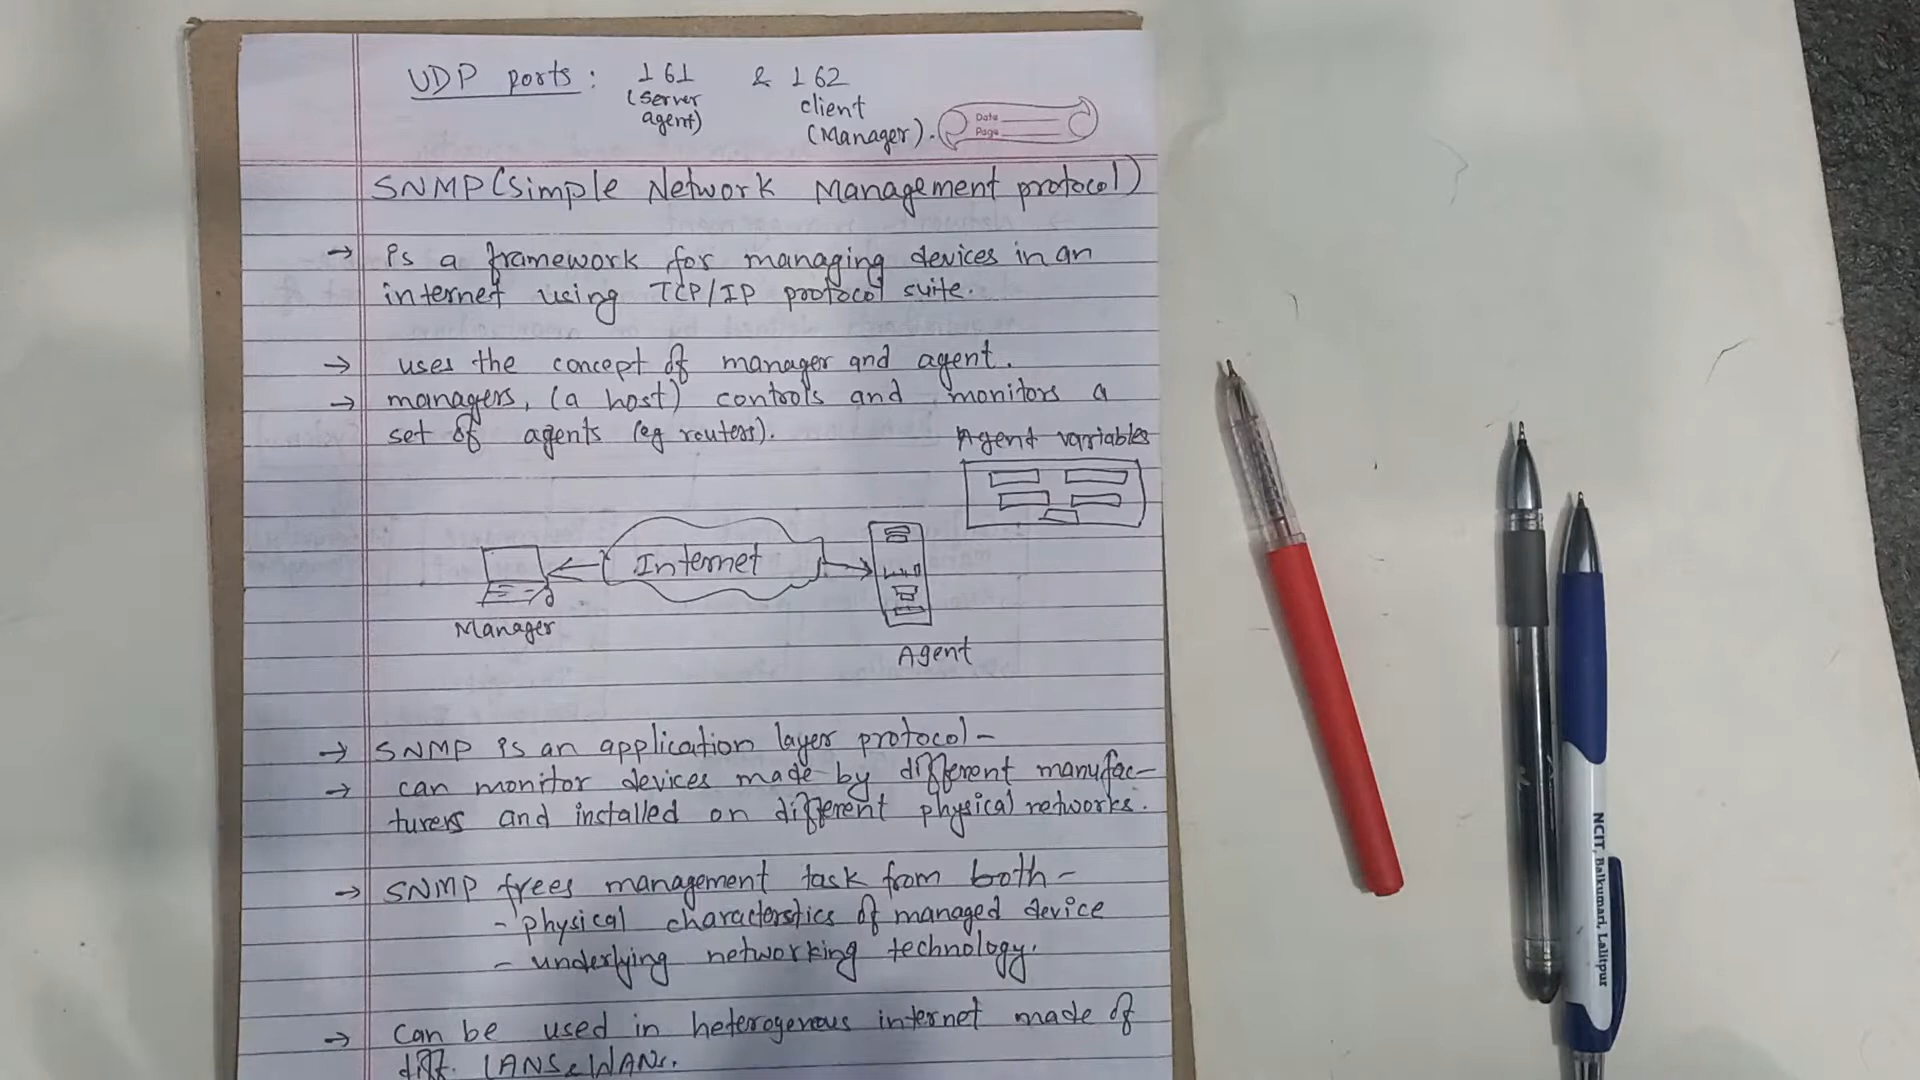 UDP ports: 161 & 162
(server client
agent) (Manager).
Date
Page
SNMP (Simple Network Management protocol)
→ is a framework for managing devices in an
internet using TCP/IP protocol suite.
→ uses the concept of manager and agent.
→ managers, (a host) controls and monitors a
set of agents (eg routers).
Agent variables
Internet
Manager
Agent
→ SNMP is an application layer protocol -
→ can monitor devices made by different manufac-
turers and installed on different physical networks.
→ SNMP frees management task from both -
- physical characterstics of managed device
- underlying networking technology.
→ Can be used in heterogenous internet made of
diff. LANS & WANs.
NCIT, Balkumari, Lalitpur